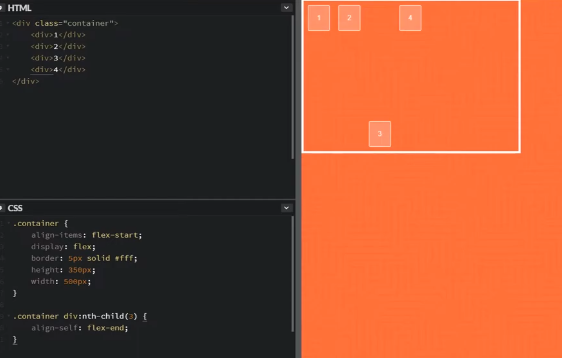 HTML
<div class="container">
<div>1</div>
<div>2</div>
<div>3</div>
<div>4</div>
</div>
1 2 4
3
CSS
.container {
align-items: flex-start;
display: flex;
border: 5px solid #fff;
height: 350px;
width: 500px;
}
.container div:nth-child(3) {
align-self: flex-end;
}